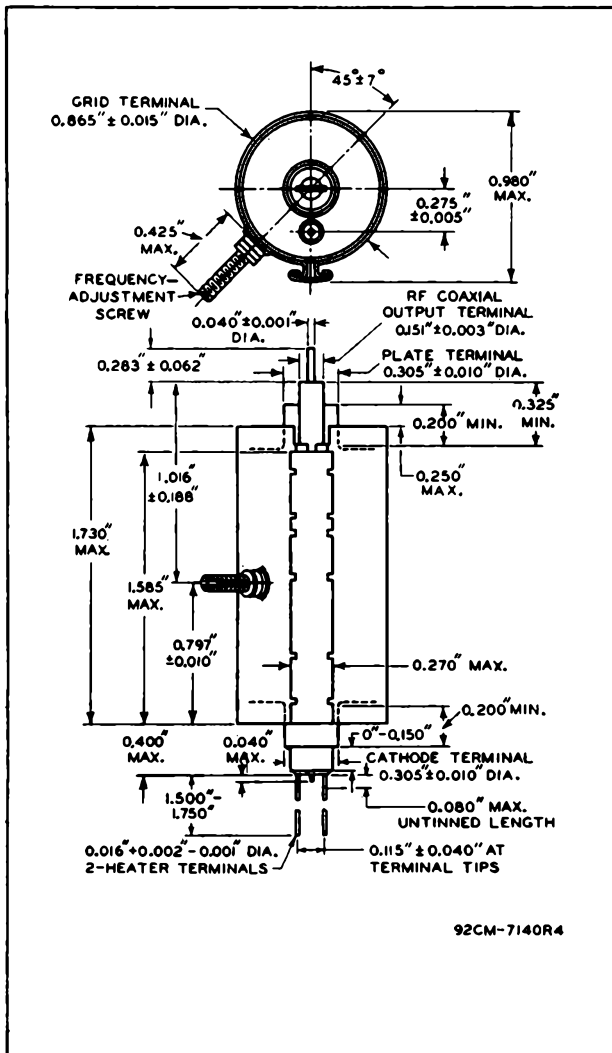 45°±7°
GRID TERMINAL
0.865"±0.015" DIA.
0.980"
MAX.
0.275"
±0.005"
0.425"
MAX.
FREQUENCY-
ADJUSTMENT
SCREW
RF COAXIAL
OUTPUT TERMINAL
0.151"±0.003" DIA.
0.040"±0.001"
DIA.
0.283"±0.062"
PLATE TERMINAL
0.305"±0.010" DIA.
0.325"
MIN.
0.200" MIN.
0.250"
MAX.
1.016"
±0.188"
1.730"
MAX.
1.585"
MAX.
0.797"
±0.010"
0.270" MAX.
0.200" MIN.
0"-0.150"
0.400"
MAX.
0.040"
MAX.
CATHODE TERMINAL
0.305"±0.010" DIA.
1.500"-
1.750"
0.080" MAX.
UNTINNED LENGTH
0.016"+0.002"-0.001" DIA.
2-HEATER TERMINALS
0.115"±0.040" AT
TERMINAL TIPS
92CM-7140R4